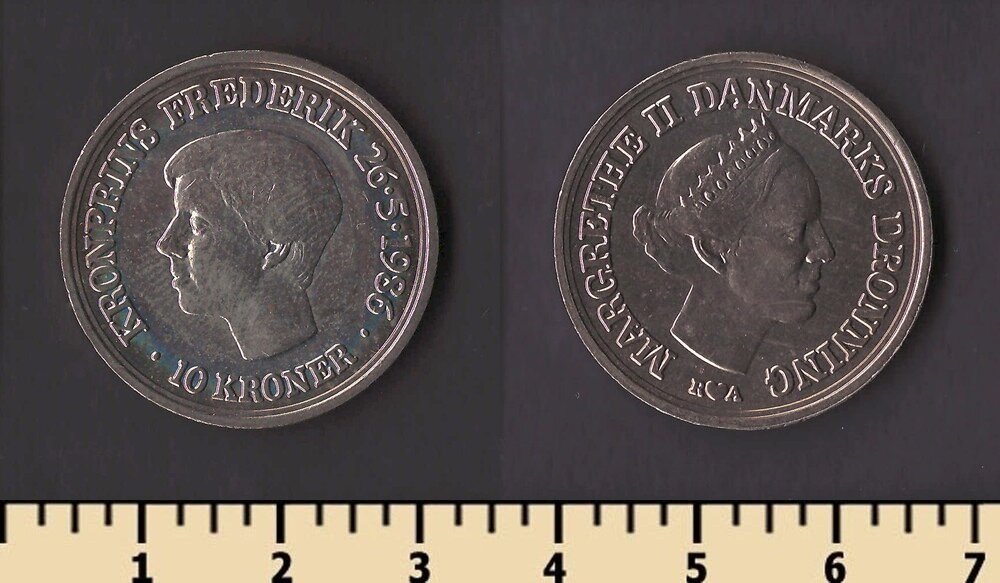 KRONPRINS FREDERIK 26·5·1986 ·
10 KRONER ·
MARGRETHE II DANMARKS DRONNING
R♥A
1 2 3 4 5 6 7